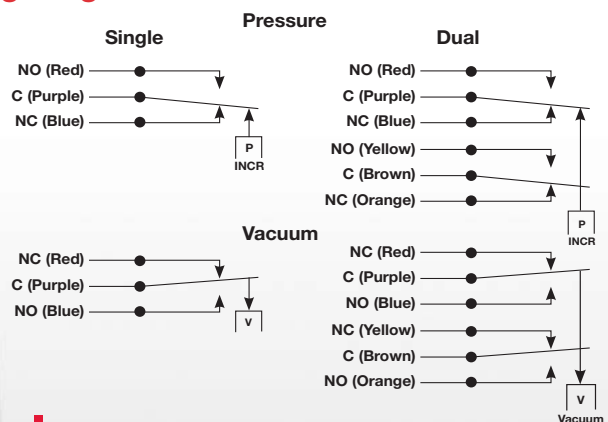 Pressure
Single
NO (Red)
C (Purple)
NC (Blue)
P
INCR
Dual
NO (Red)
C (Purple)
NC (Blue)
NO (Yellow)
C (Brown)
NC (Orange)
P
INCR
Vacuum
NC (Red)
C (Purple)
NO (Blue)
V
NC (Red)
C (Purple)
NO (Blue)
NC (Yellow)
C (Brown)
NO (Orange)
V
Vacuum